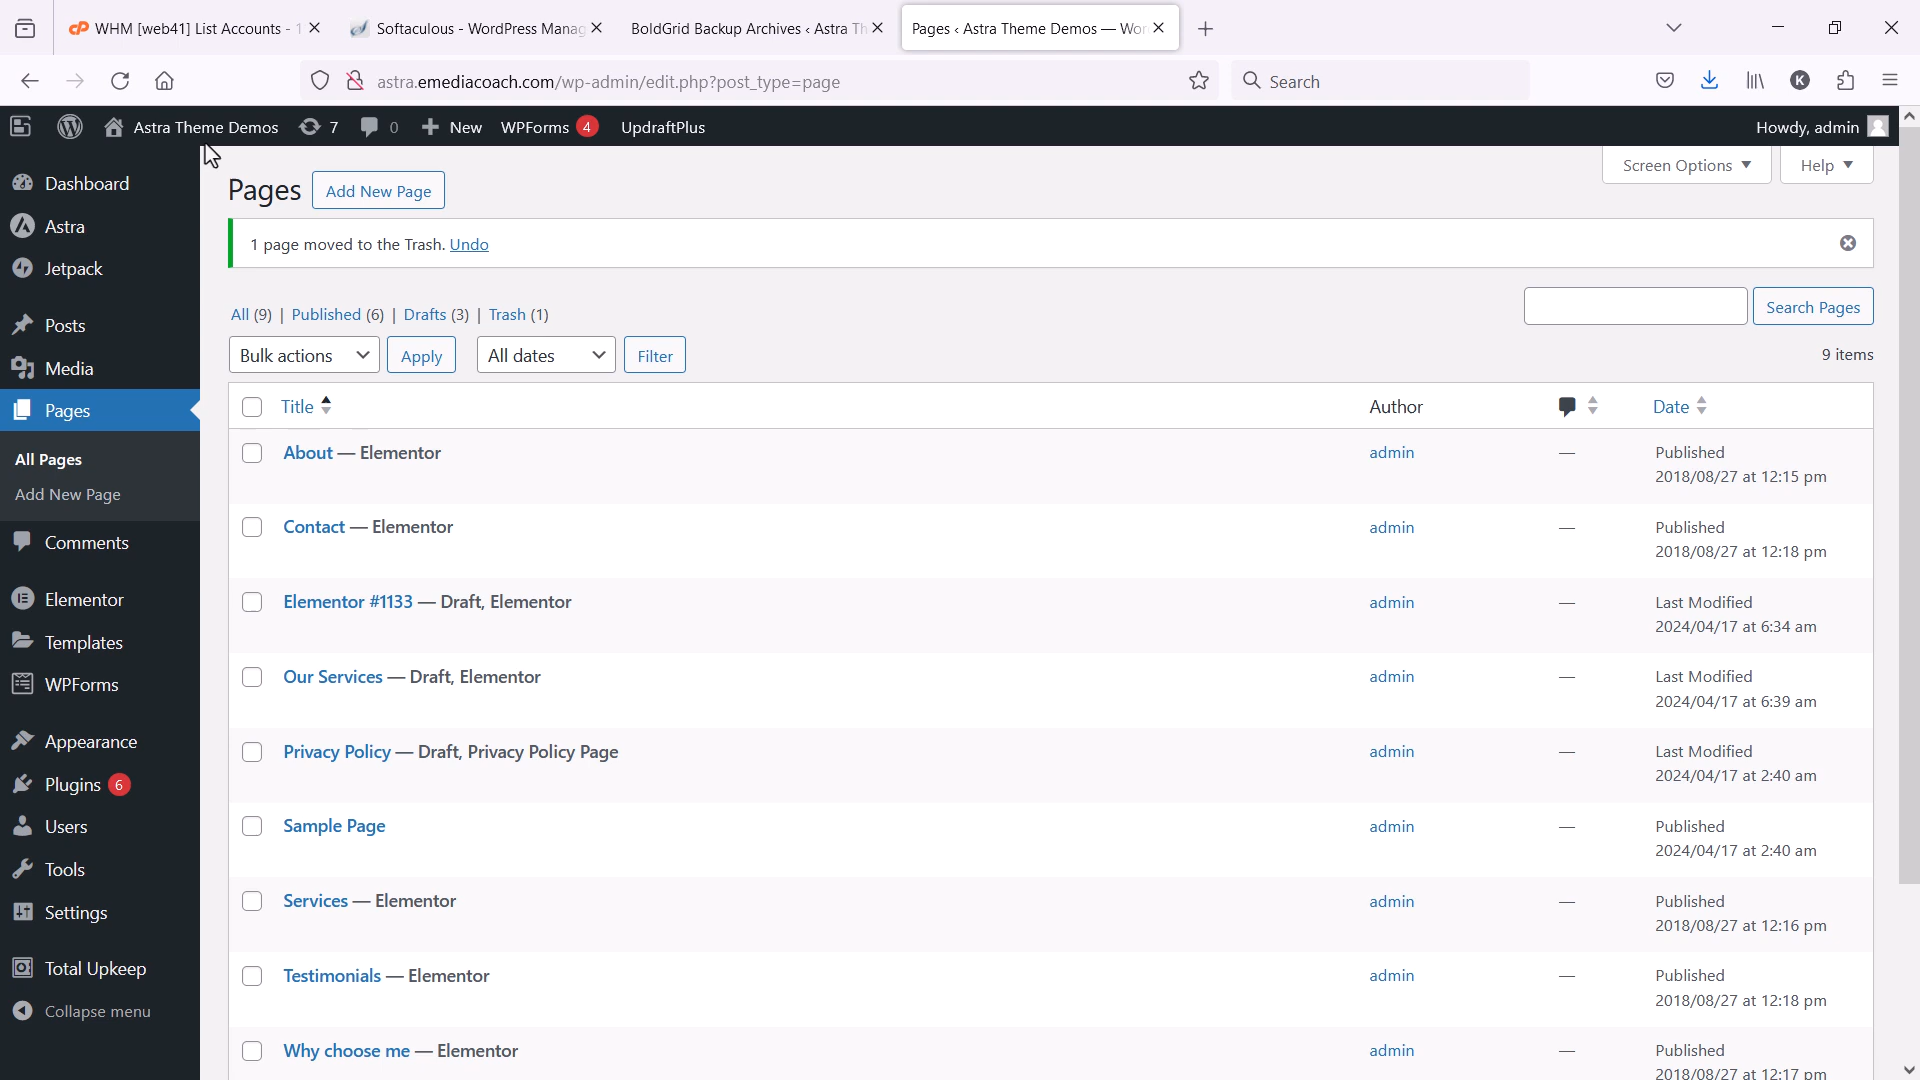 WHM [web41] List Accounts - 1
Softaculous - WordPress Manag
BoldGrid Backup Archives ‹ Astra Th
Pages ‹ Astra Theme Demos — Wor
astra.emediacoach.com/wp-admin/edit.php?post_type=page
Search
K
Astra Theme Demos
7
0
New
WPForms 4
UpdraftPlus
Howdy, admin
Dashboard
Astra
Jetpack
Posts
Media
Pages
All Pages
Add New Page
Comments
Elementor
Templates
WPForms
Appearance
Plugins 6
Users
Tools
Settings
Total Upkeep
Collapse menu
Screen Options
Help
Pages
Add New Page
1 page moved to the Trash. Undo
All (9) | Published (6) | Drafts (3) | Trash (1)
Search Pages
Bulk actions
Apply
All dates
Filter
9 items
Title
Author
Date
About — Elementor
admin
—
Published
2018/08/27 at 12:15 pm
Contact — Elementor
admin
—
Published
2018/08/27 at 12:18 pm
Elementor #1133 — Draft, Elementor
admin
—
Last Modified
2024/04/17 at 6:34 am
Our Services — Draft, Elementor
admin
—
Last Modified
2024/04/17 at 6:39 am
Privacy Policy — Draft, Privacy Policy Page
admin
—
Last Modified
2024/04/17 at 2:40 am
Sample Page
admin
—
Published
2024/04/17 at 2:40 am
Services — Elementor
admin
—
Published
2018/08/27 at 12:16 pm
Testimonials — Elementor
admin
—
Published
2018/08/27 at 12:18 pm
Why choose me — Elementor
admin
—
Published
2018/08/27 at 12:17 pm